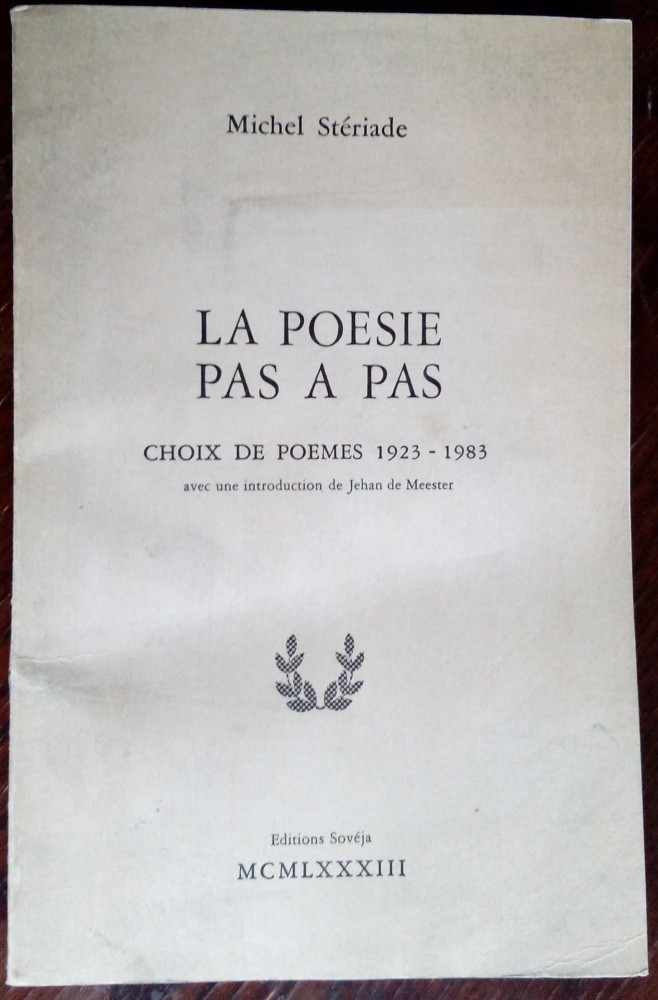 Michel Stériade
LA POESIE
PAS A PAS
CHOIX DE POEMES 1923 - 1983
avec une introduction de Jehan de Meester
Editions Sovéja
MCMLXXXIII